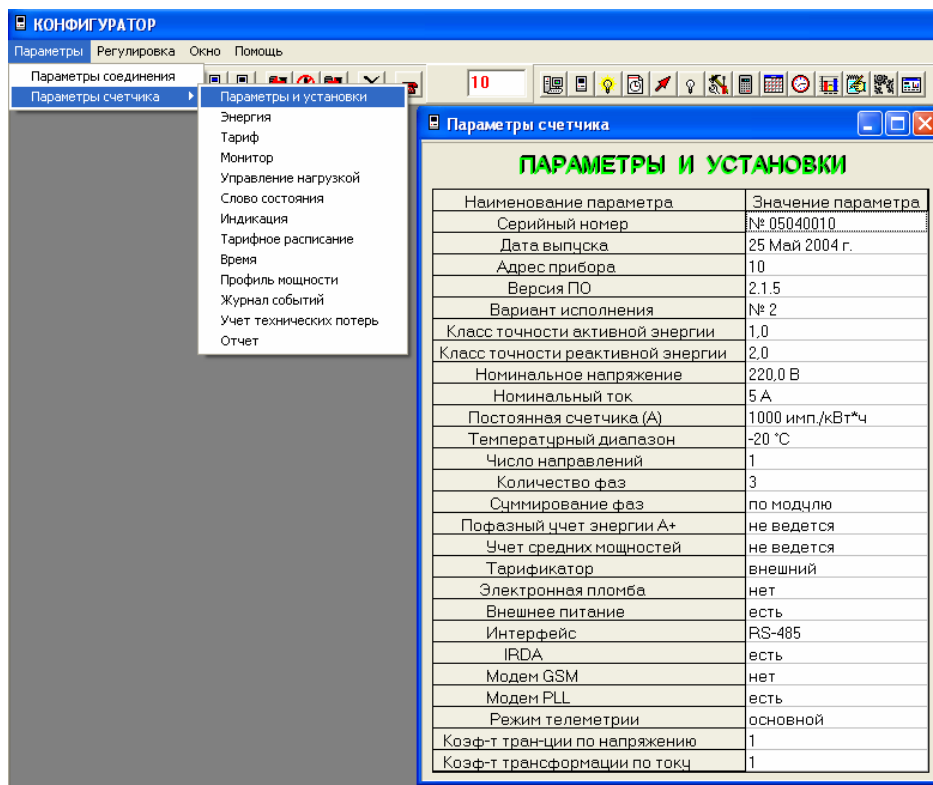 КОНФИГУРАТОР
Параметры Регулировка Окно Помощь
Параметры соединения
Параметры счетчика
10
Параметры и установки
Энергия
Тариф
Монитор
Управление нагрузкой
Слово состояния
Индикация
Тарифное расписание
Время
Профиль мощности
Журнал событий
Учет технических потерь
Отчет
Параметры счетчика
ПАРАМЕТРЫ И УСТАНОВКИ
Наименование параметра Значение параметра
Серийный номер № 05040010
Дата выпуска 25 Май 2004 г.
Адрес прибора 10
Версия ПО 2.1.5
Вариант исполнения № 2
Класс точности активной энергии 1,0
Класс точности реактивной энергии 2,0
Номинальное напряжение 220,0 В
Номинальный ток 5 А
Постоянная счетчика (А) 1000 имп./кВт*ч
Температурный диапазон -20 °С
Число направлений 1
Количество фаз 3
Суммирование фаз по модулю
Пофазный учет энергии А+ не ведется
Учет средних мощностей не ведется
Тарификатор внешний
Электронная пломба нет
Внешнее питание есть
Интерфейс RS-485
IRDA есть
Модем GSM нет
Модем PLL есть
Режим телеметрии основной
Коэф-т тран-ции по напряжению 1
Коэф-т трансформации по току 1